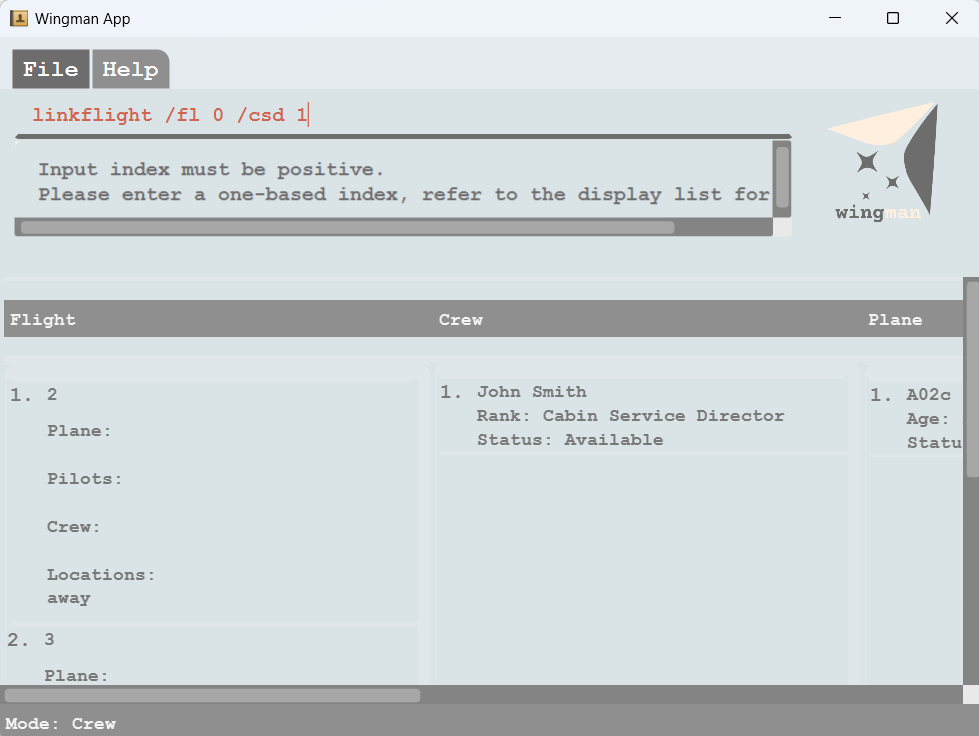 Wingman App
File Help
linkflight /fl 0 /csd 1
Input index must be positive.
Please enter a one-based index, refer to the display list for
wingman
Flight Crew Plane
1. 2
Plane:
Pilots:
Crew:
Locations:
away
2. 3
Plane:
1. John Smith
Rank: Cabin Service Director
Status: Available
1. A02c
Age:
Statu
Mode: Crew